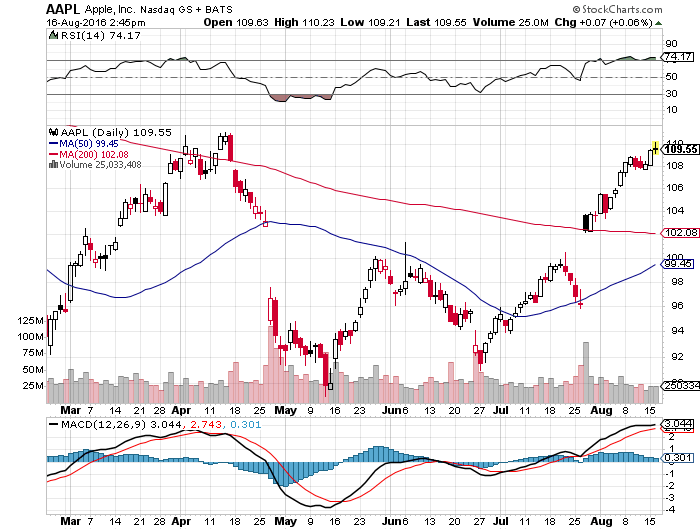 AAPL Apple, Inc. Nasdaq GS + BATS © StockCharts.com
16-Aug-2016 2:45pm Open 109.63 High 110.23 Low 109.21 Last 109.55 Volume 25.0M Chg +0.07 (+0.06%)
RSI(14) 74.17
90
74.17
50
30
10
AAPL (Daily) 109.55
MA(50) 99.45
MA(200) 102.08
Volume 25,033,408
110
109.55
108
106
104
102.08
100
99.45
98
96
94
92
90
125M
100M
75M
50M
25M
250334
Mar 7 14 21 28 Apr 11 18 25 May 9 16 23 Jun 6 13 20 27 Jul 11 18 25 Aug 8 15
MACD(12,26,9) 3.044, 2.743, 0.301
3.044
2
1
0.301
-1
-2
-3
-4
Mar 7 14 21 28 Apr 11 18 25 May 9 16 23 Jun 6 13 20 27 Jul 11 18 25 Aug 8 15